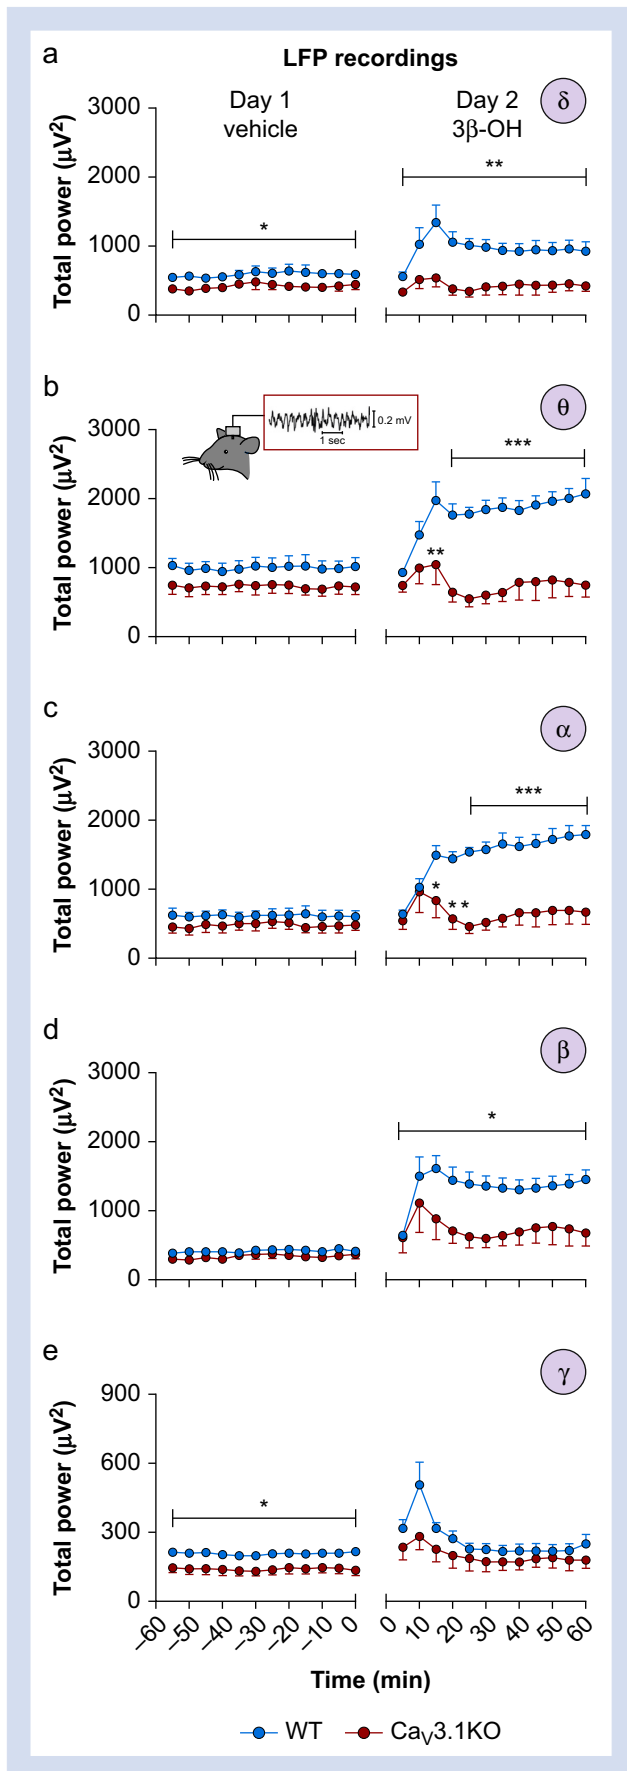 a
LFP recordings
Day 1
vehicle
Day 2
3β-OH
δ
Total power (μV²)
3000
2000
1000
0
*
**
b
θ
Total power (μV²)
3000
2000
1000
0
0.2 mV
1 sec
***
**
c
α
Total power (μV²)
3000
2000
1000
0
***
*
**
d
β
Total power (μV²)
3000
2000
1000
0
*
e
γ
Total power (μV²)
900
600
300
0
*
–60 –50 –40 –30 –20 –10 0
0 10 20 30 40 50 60
Time (min)
WT CaV3.1KO